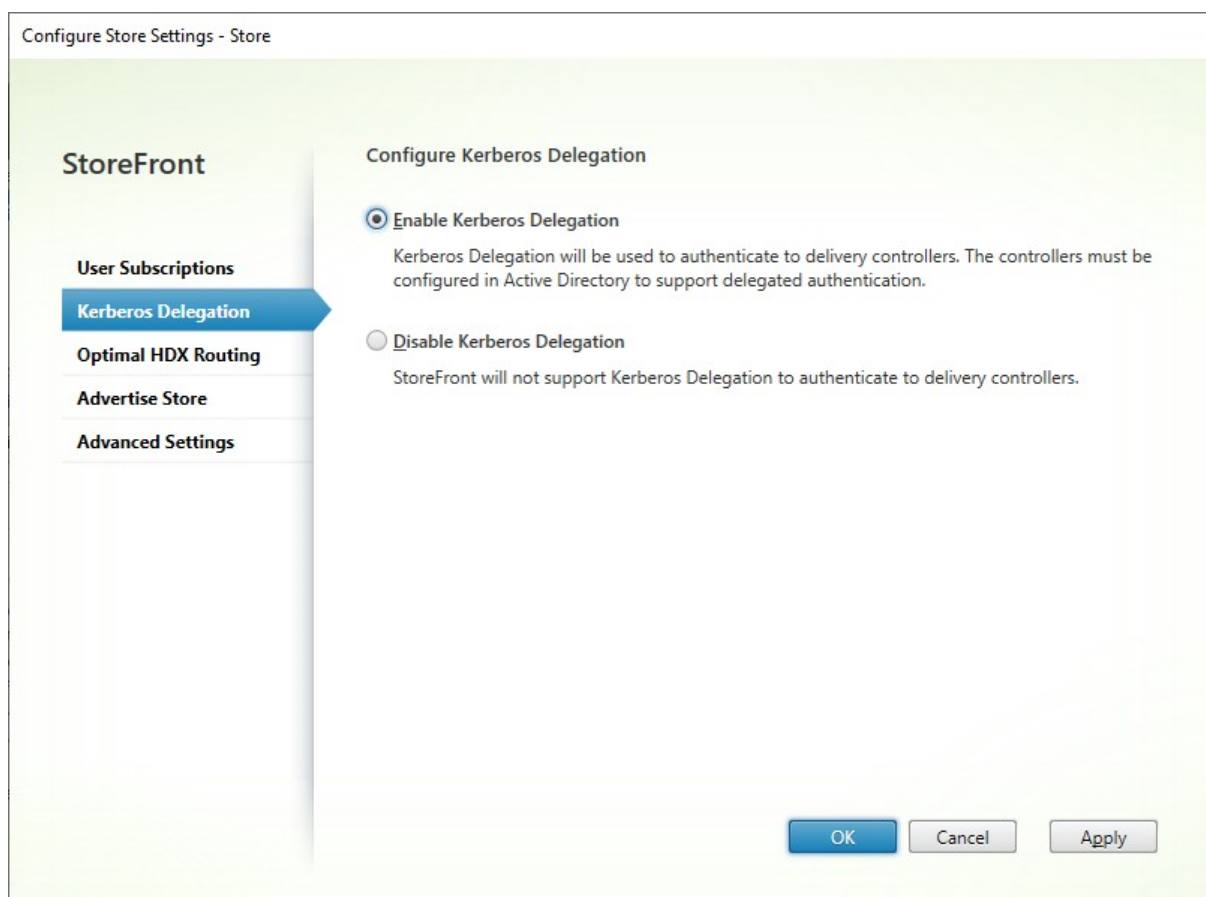 Configure Store Settings - Store
StoreFront
User Subscriptions
Kerberos Delegation
Optimal HDX Routing
Advertise Store
Advanced Settings
Configure Kerberos Delegation
Enable Kerberos Delegation
Kerberos Delegation will be used to authenticate to delivery controllers. The controllers must be
configured in Active Directory to support delegated authentication.
Disable Kerberos Delegation
StoreFront will not support Kerberos Delegation to authenticate to delivery controllers.
OK
Cancel
Apply